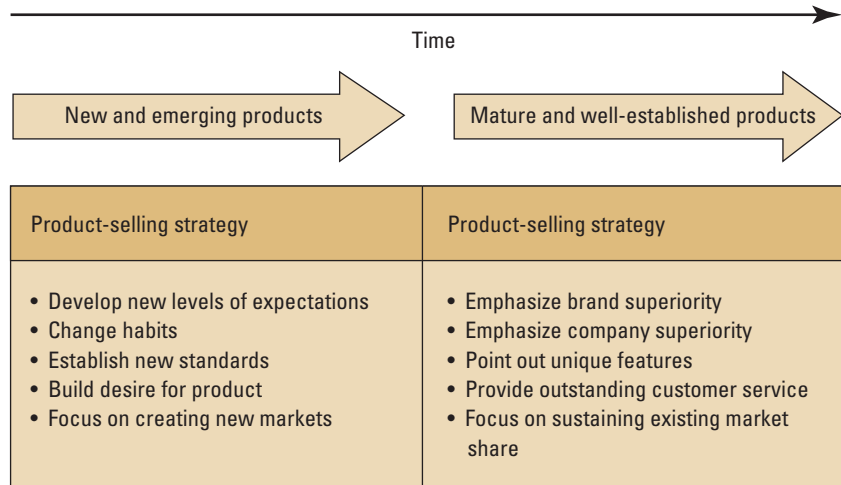 Time
New and emerging products
Mature and well-established products
Product-selling strategy
• Develop new levels of expectations
• Change habits
• Establish new standards
• Build desire for product
• Focus on creating new markets
Product-selling strategy
• Emphasize brand superiority
• Emphasize company superiority
• Point out unique features
• Provide outstanding customer service
• Focus on sustaining existing market
share